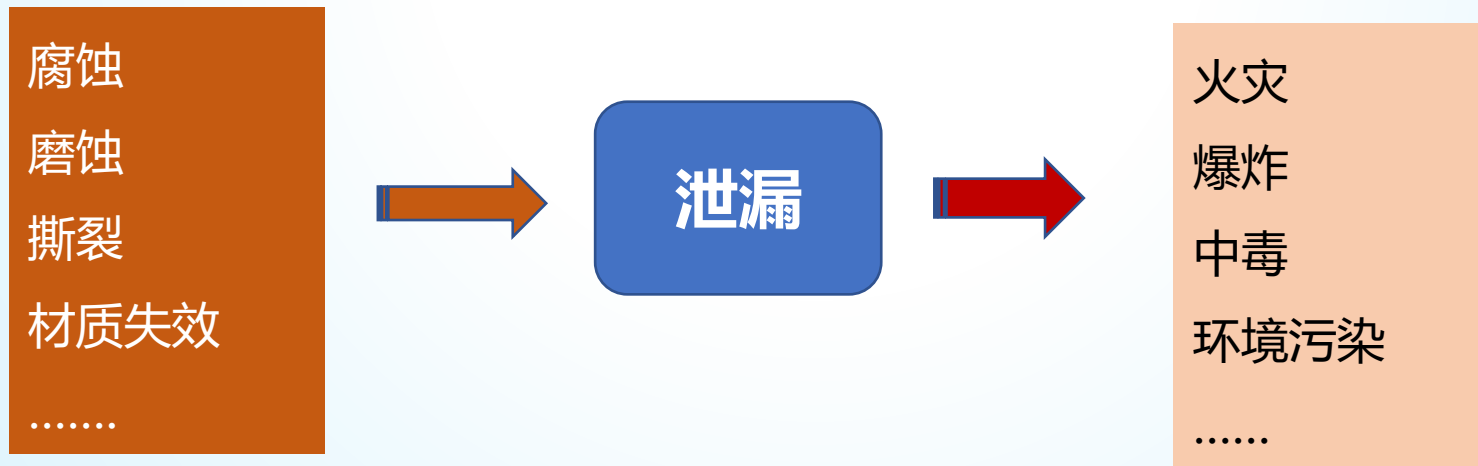 腐蚀
磨蚀
撕裂
材质失效
.......
泄漏
火灾
爆炸
中毒
环境污染
......